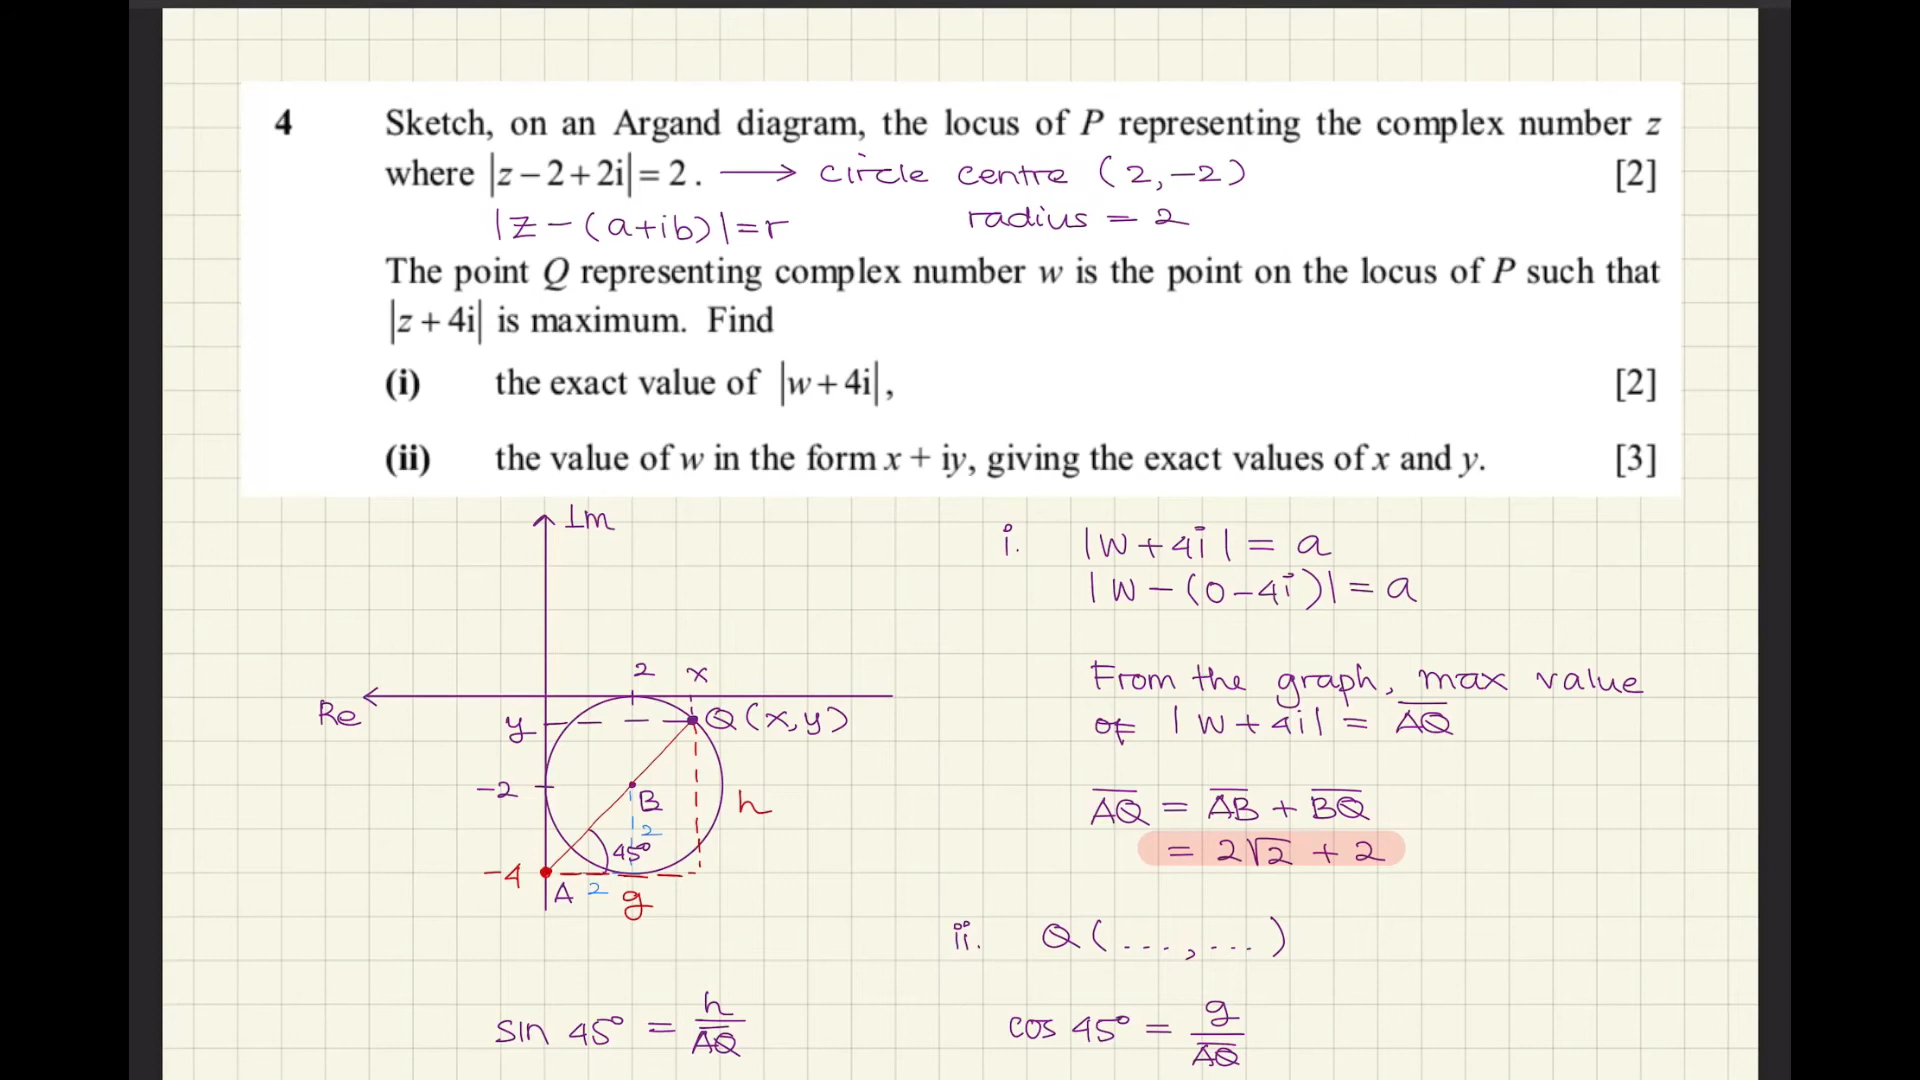 4 Sketch, on an Argand diagram, the locus of P representing the complex number z
where |z − 2 + 2i| = 2. → circle centre (2, −2) [2]
|z − (a+ib)| = r radius = 2
The point Q representing complex number w is the point on the locus of P such that
|z + 4i| is maximum. Find
(i) the exact value of |w + 4i|, [2]
(ii) the value of w in the form x + iy, giving the exact values of x and y. [3]
Im
Re
2 x
y Q (x,y)
−2
B
2
h
45°
−4
A 2 g
i. |w + 4i| = a
|w − (0−4i)| = a
From the graph, max value
of |w + 4i| = AQ
AQ = AB + BQ
= 2√2 + 2
ii. Q (..., ...)
sin 45° = h/AQ
cos 45° = g/AQ